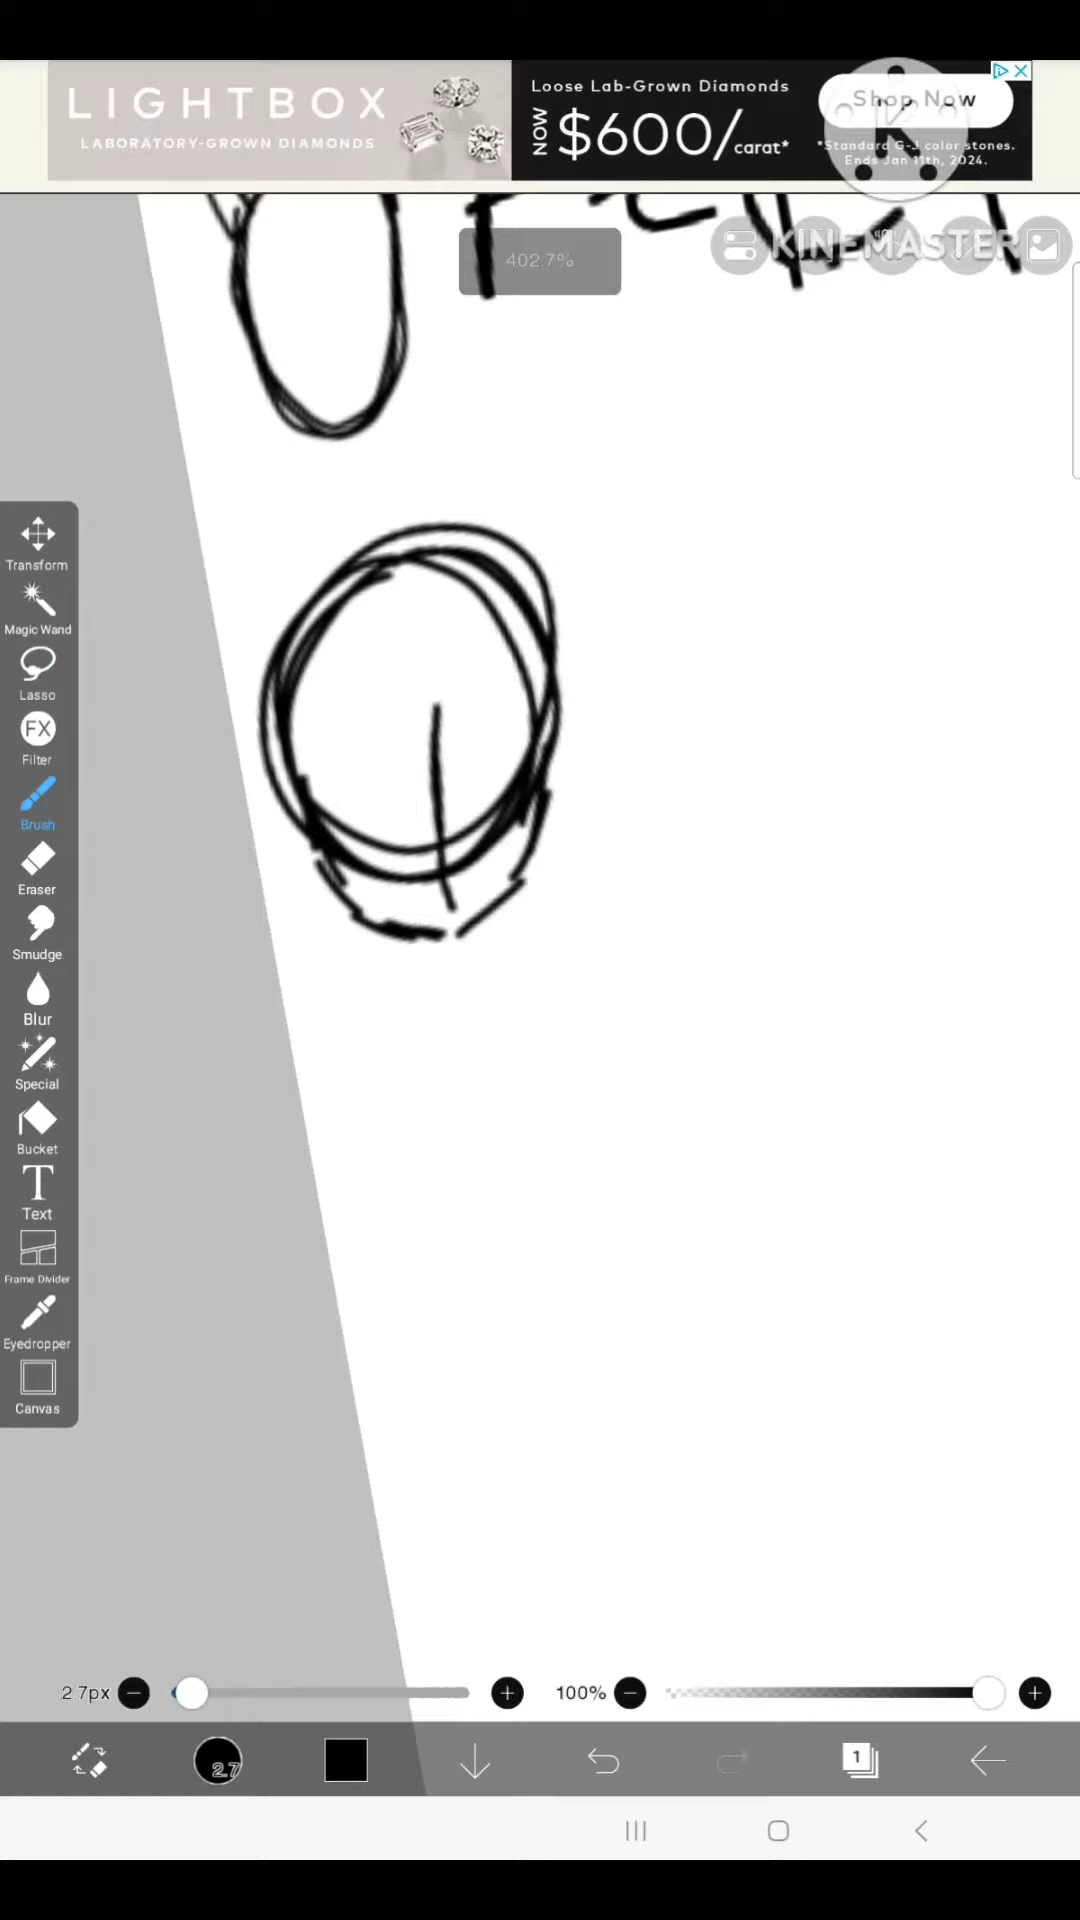 LIGHTBOX
LABORATORY-GROWN DIAMONDS
Loose Lab-Grown Diamonds
NOW $600/carat*
Shop Now
*Standard G-J color stones.
Ends Jan 11th, 2024.
402.7%
KINEMASTER
Transform
Magic Wand
Lasso
FX
Filter
Brush
Eraser
Smudge
Blur
Special
Bucket
T
Text
Frame Divider
Eyedropper
Canvas
2.7px
100%
2.7
1